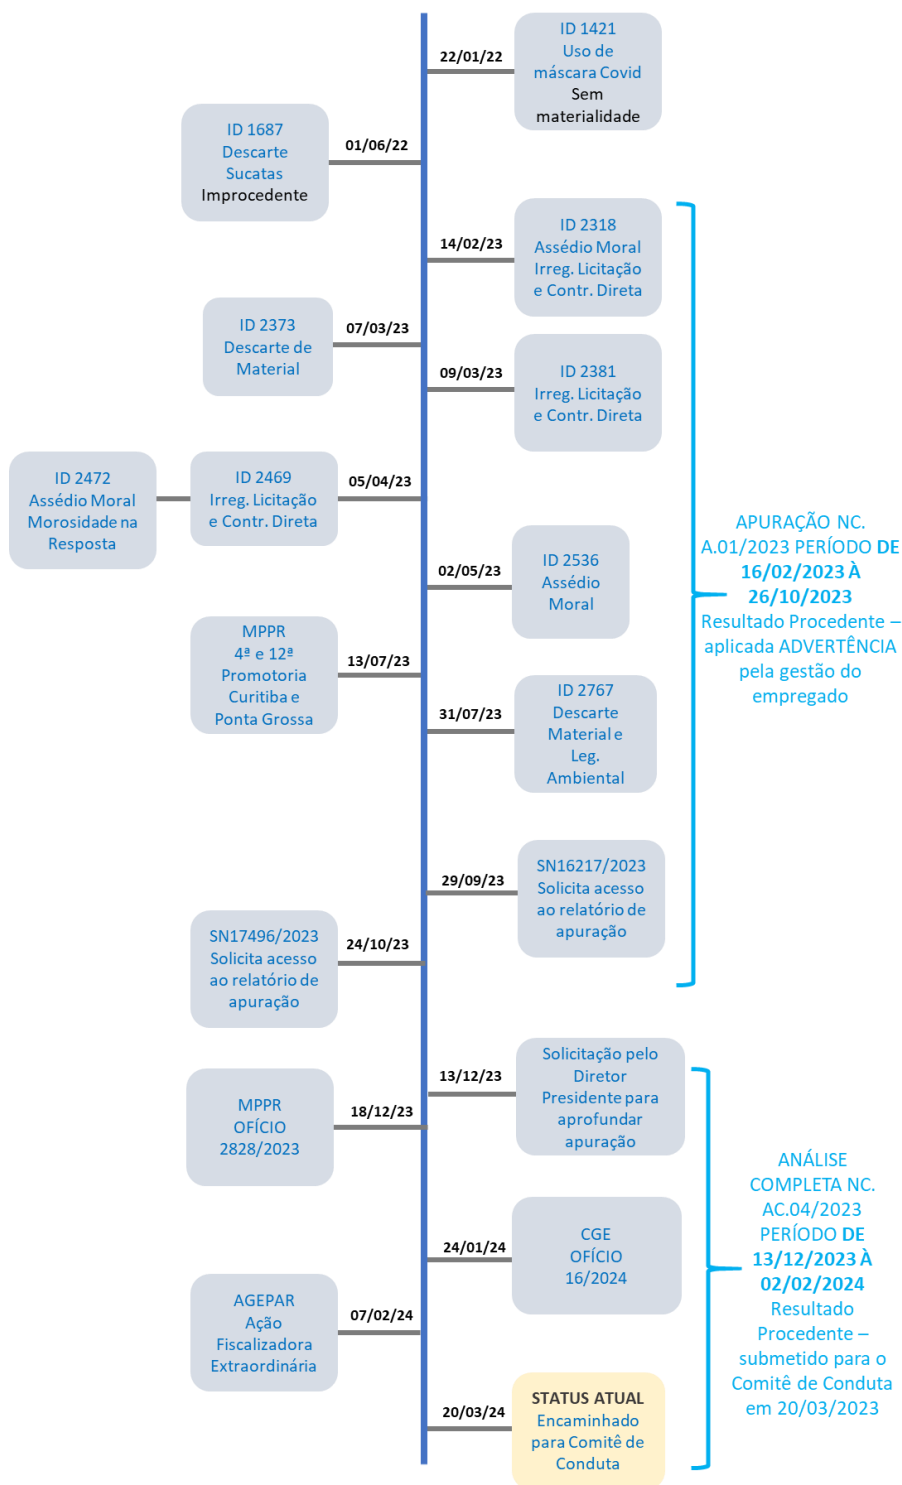 22/01/22
ID 1421
Uso de
máscara Covid
Sem
materialidade
01/06/22
ID 1687
Descarte
Sucatas
Improcedente
14/02/23
ID 2318
Assédio Moral
Irreg. Licitação
e Contr. Direta
07/03/23
ID 2373
Descarte de
Material
09/03/23
ID 2381
Irreg. Licitação
e Contr. Direta
05/04/23
ID 2469
Irreg. Licitação
e Contr. Direta
ID 2472
Assédio Moral
Morosidade na
Resposta
02/05/23
ID 2536
Assédio
Moral
13/07/23
MPPR
4ª e 12ª
Promotoria
Curitiba e
Ponta Grossa
31/07/23
ID 2767
Descarte
Material e
Leg.
Ambiental
29/09/23
SN16217/2023
Solicita acesso
ao relatório de
apuração
24/10/23
SN17496/2023
Solicita acesso
ao relatório de
apuração
APURAÇÃO NC.
A.01/2023 PERÍODO DE
16/02/2023 À
26/10/2023
Resultado Procedente –
aplicada ADVERTÊNCIA
pela gestão do
empregado
13/12/23
Solicitação pelo
Diretor
Presidente para
aprofundar
apuração
18/12/23
MPPR
OFÍCIO
2828/2023
24/01/24
CGE
OFÍCIO
16/2024
07/02/24
AGEPAR
Ação
Fiscalizadora
Extraordinária
20/03/24
STATUS ATUAL
Encaminhado
para Comitê de
Conduta
ANÁLISE
COMPLETA NC.
AC.04/2023
PERÍODO DE
13/12/2023 À
02/02/2024
Resultado
Procedente –
submetido para o
Comitê de Conduta
em 20/03/2023